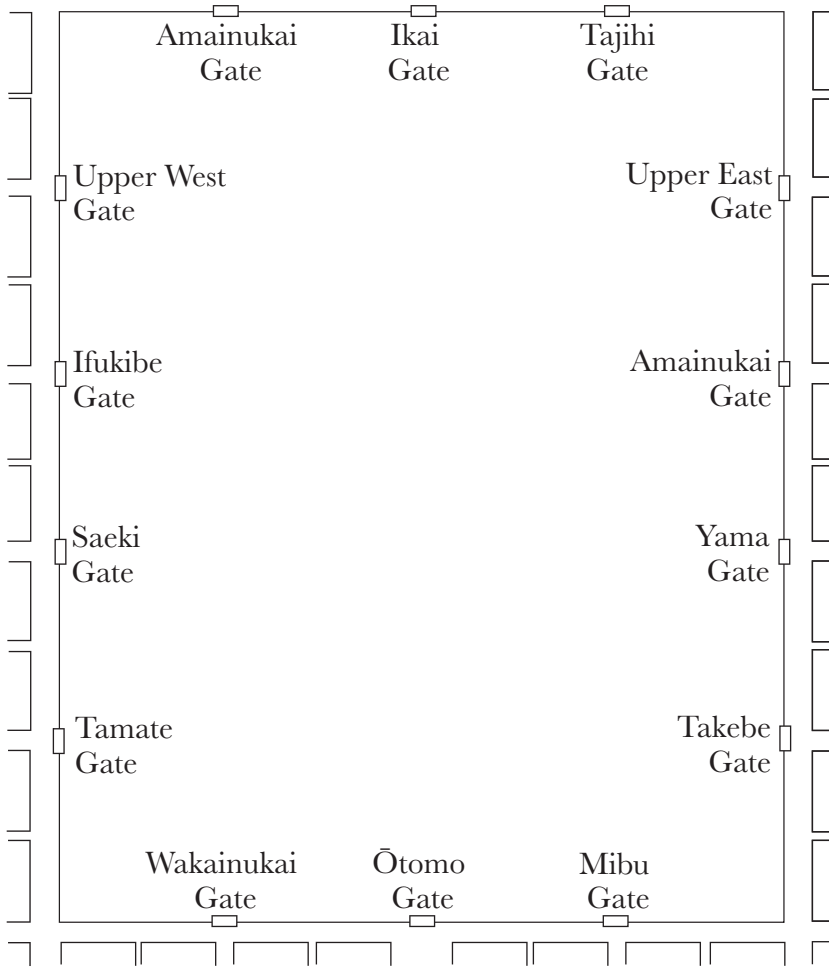 Amainukai
Gate
Ikai
Gate
Tajihi
Gate
Upper West
Gate
Upper East
Gate
Ifukibe
Gate
Amainukai
Gate
Saeki
Gate
Yama
Gate
Tamate
Gate
Takebe
Gate
Wakainukai
Gate
Ōtomo
Gate
Mibu
Gate